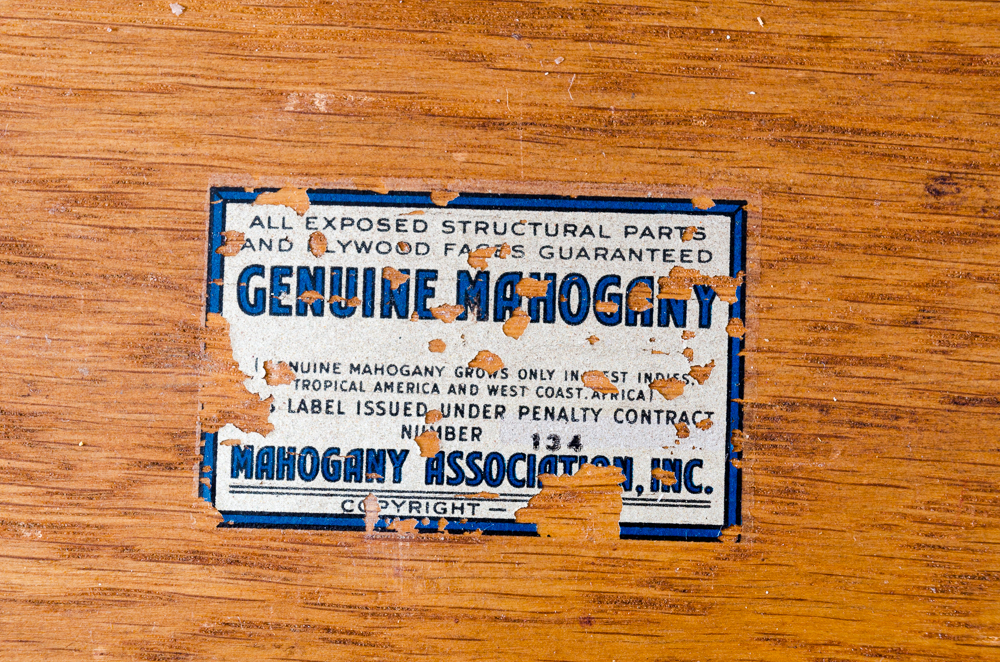 ALL EXPOSED STRUCTURAL PARTS
AND PLYWOOD FACES GUARANTEED
GENUINE MAHOGANY
(GENUINE MAHOGANY GROWS ONLY IN WEST INDIES,
TROPICAL AMERICA AND WEST COAST, AFRICA)
LABEL ISSUED UNDER PENALTY CONTRACT
NUMBER 134
MAHOGANY ASSOCIATION, INC.
COPYRIGHT —